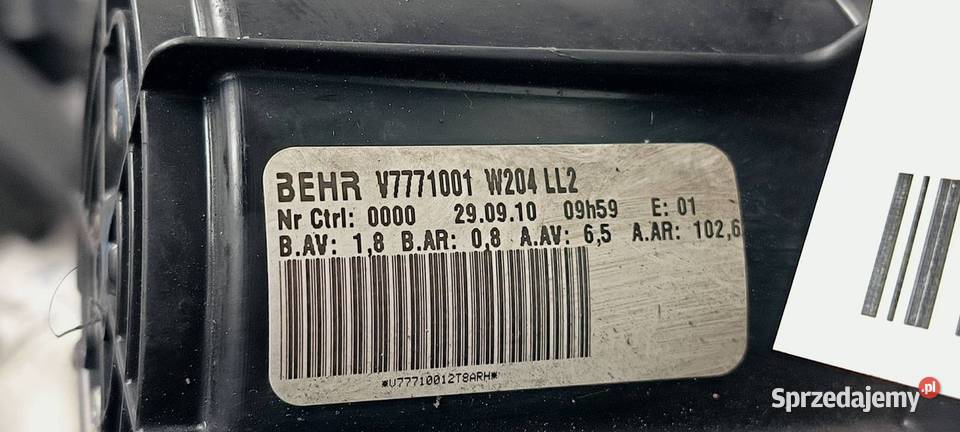 BEHR V7771001 W204 LL2
Nr Ctrl: 0000 29.09.10 09h59 E: 01
B.AV: 1,8 B.AR: 0,8 A.AV: 6,5 A.AR: 102,6
*V77710012T8ARH*
Sprzedajemy.pl